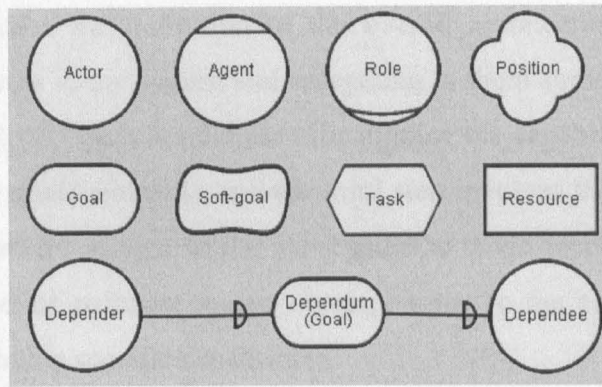 Actor
Agent
Role
Position
Goal
Soft-goal
Task
Resource
Depender
Dependum
(Goal)
Dependee